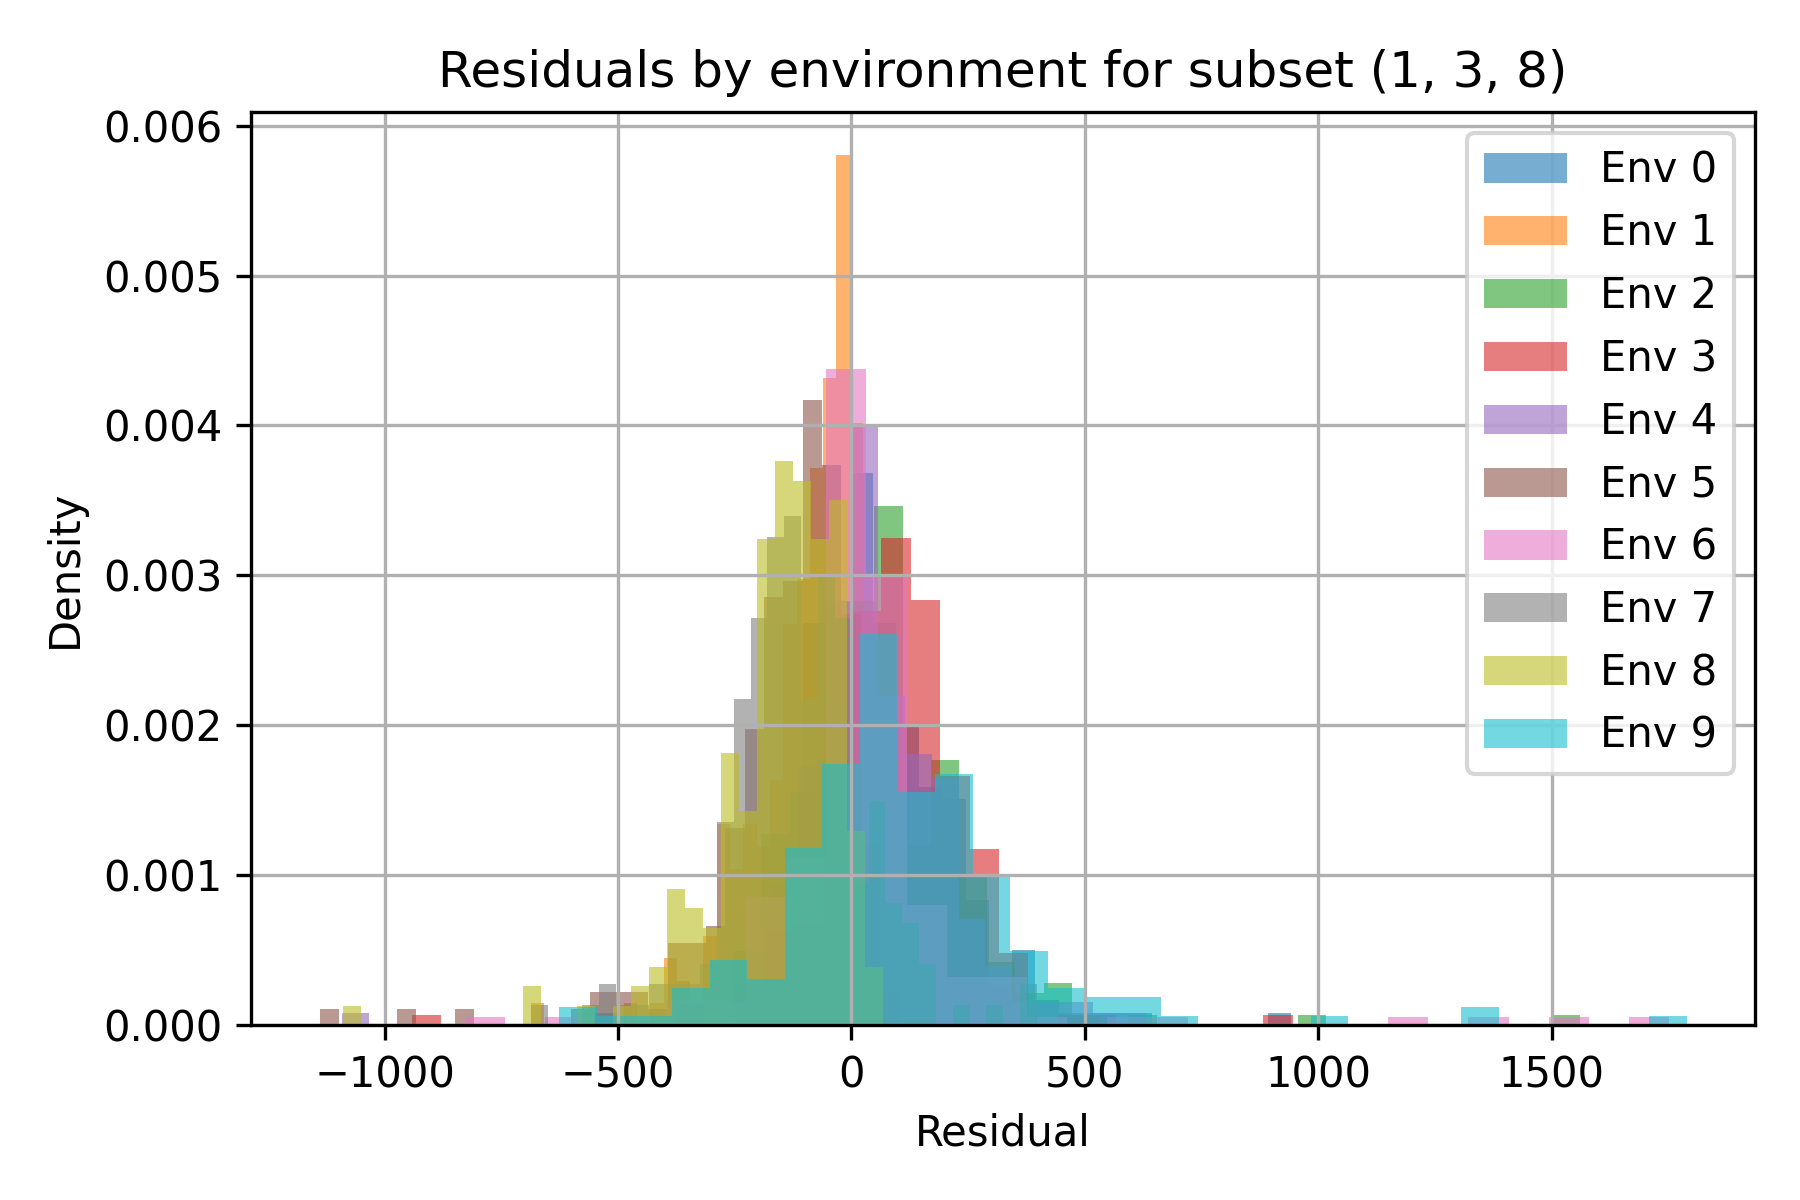 Residuals by environment for subset (1, 3, 8)
0.006
0.005
0.004
0.003
0.002
0.001
0.000
Density
−1000
−500
0
500
1000
1500
Residual
Env 0
Env 1
Env 2
Env 3
Env 4
Env 5
Env 6
Env 7
Env 8
Env 9